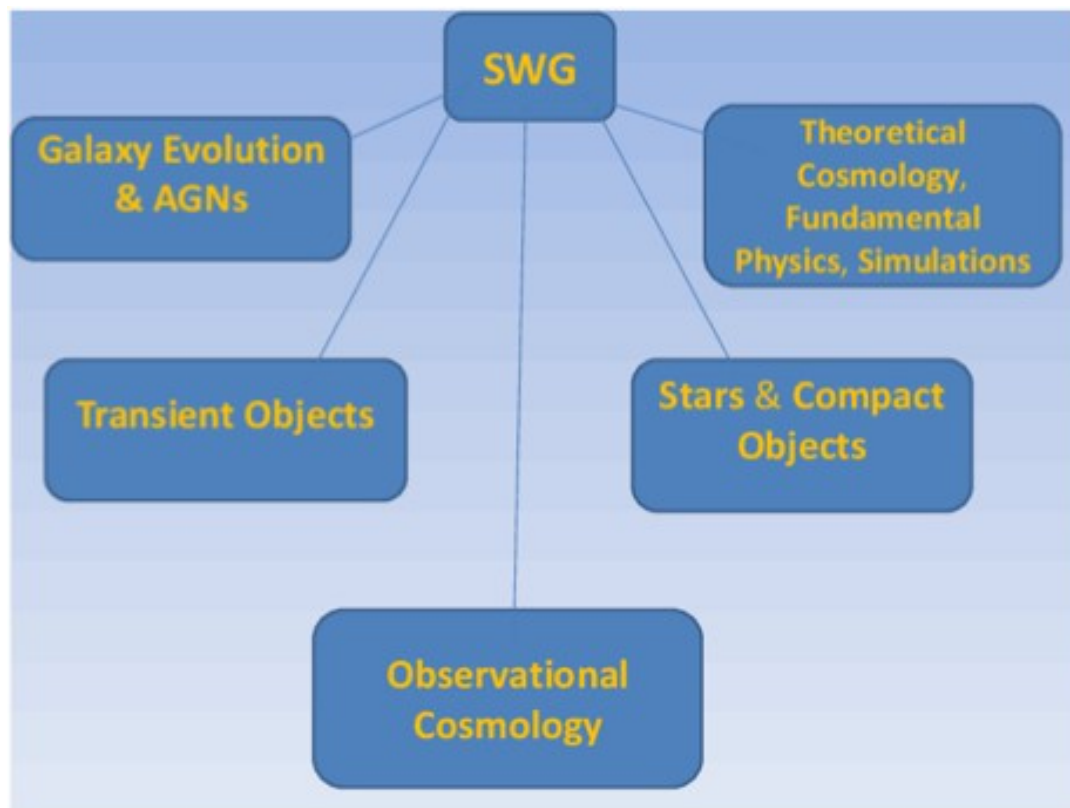 SWG
Galaxy Evolution
& AGNs
Theoretical
Cosmology,
Fundamental
Physics, Simulations
Transient Objects
Stars & Compact
Objects
Observational
Cosmology